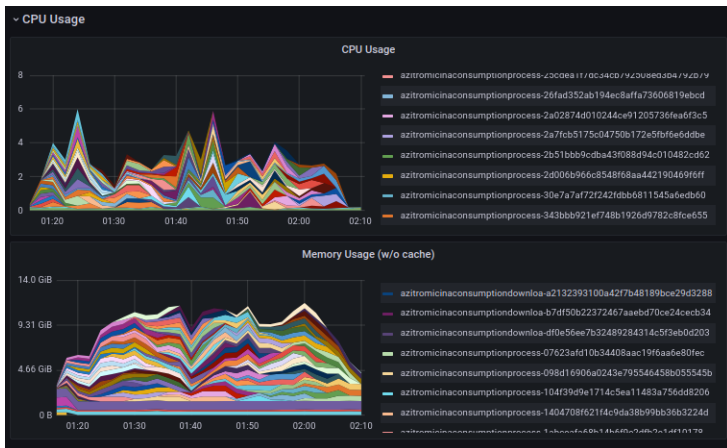 CPU Usage
CPU Usage
8
6
4
2
0
01:20
01:30
01:40
01:50
02:00
02:10
azitromicinaconsumptionprocess-25cdea1f7dc34cb792508ed3b4792b79
azitromicinaconsumptionprocess-26fad352ab194ec8affa73606819ebcd
azitromicinaconsumptionprocess-2a02874d010244ce91205736fea6f3c5
azitromicinaconsumptionprocess-2a7fcb5175c04750b172e5fbf6e6ddbe
azitromicinaconsumptionprocess-2b51bb9cdba43f088d94c010482cd62
azitromicinaconsumptionprocess-2d006b966c8548f68aa442190469f6ff
azitromicinaconsumptionprocess-30e7a7af72f242fdbb6811545a6edb60
azitromicinaconsumptionprocess-343bbb921ef748b1926d9782c8fce655
Memory Usage (w/o cache)
14.0 GiB
9.31 GiB
4.66 GiB
0 B
01:20
01:30
01:40
01:50
02:00
02:10
azitromicinaconsumptiondownloa-a2132393100a42f7b48189bce29d3288
azitromicinaconsumptiondownloa-b7df50b22372467aaebd70ce24cecb34
azitromicinaconsumptiondownloa-df0e56ee7b32489284314c5f3eb0d203
azitromicinaconsumptionprocess-07623afd10b34408aac19f6aa6e80fec
azitromicinaconsumptionprocess-098d16906a0243e795546458b055545b
azitromicinaconsumptionprocess-104f39d9e1714c5ea11483a756dd8206
azitromicinaconsumptionprocess-1404708f621f4c9da38b99bb36b3224d